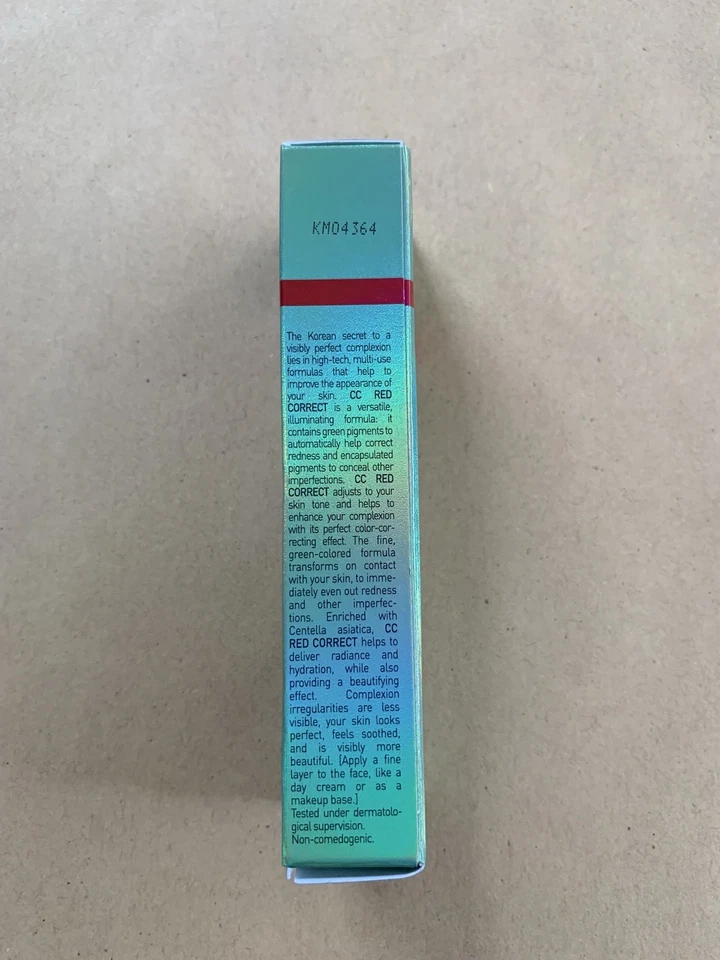 KM04364
The Korean secret to a
visibly perfect complexion
lies in high-tech, multi-use
formulas that help to
improve the appearance of
your skin. CC RED
CORRECT is a versatile,
illuminating formula: it
contains green pigments to
automatically help correct
redness and encapsulated
pigments to conceal other
imperfections. CC RED
CORRECT adjusts to your
skin tone and helps to
enhance your complexion
with its perfect color-cor-
recting effect. The fine,
green-colored formula
transforms on contact
with your skin, to imme-
diately even out redness
and other imperfec-
tions. Enriched with
Centella asiatica, CC
RED CORRECT helps to
deliver radiance and
hydration, while also
providing a beautifying
effect. Complexion
irregularities are less
visible, your skin looks
perfect, feels soothed,
and is visibly more
beautiful. [Apply a fine
layer to the face, like a
day cream or as a
makeup base.]
Tested under dermatolo-
gical supervision.
Non-comedogenic.